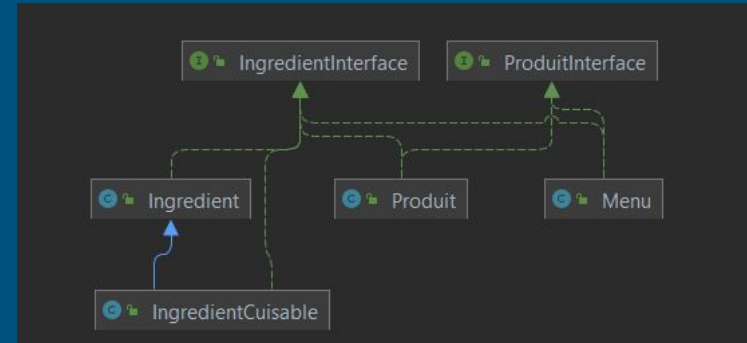 IngredientInterface
ProduitInterface
Ingredient
Produit
Menu
IngredientCuisable